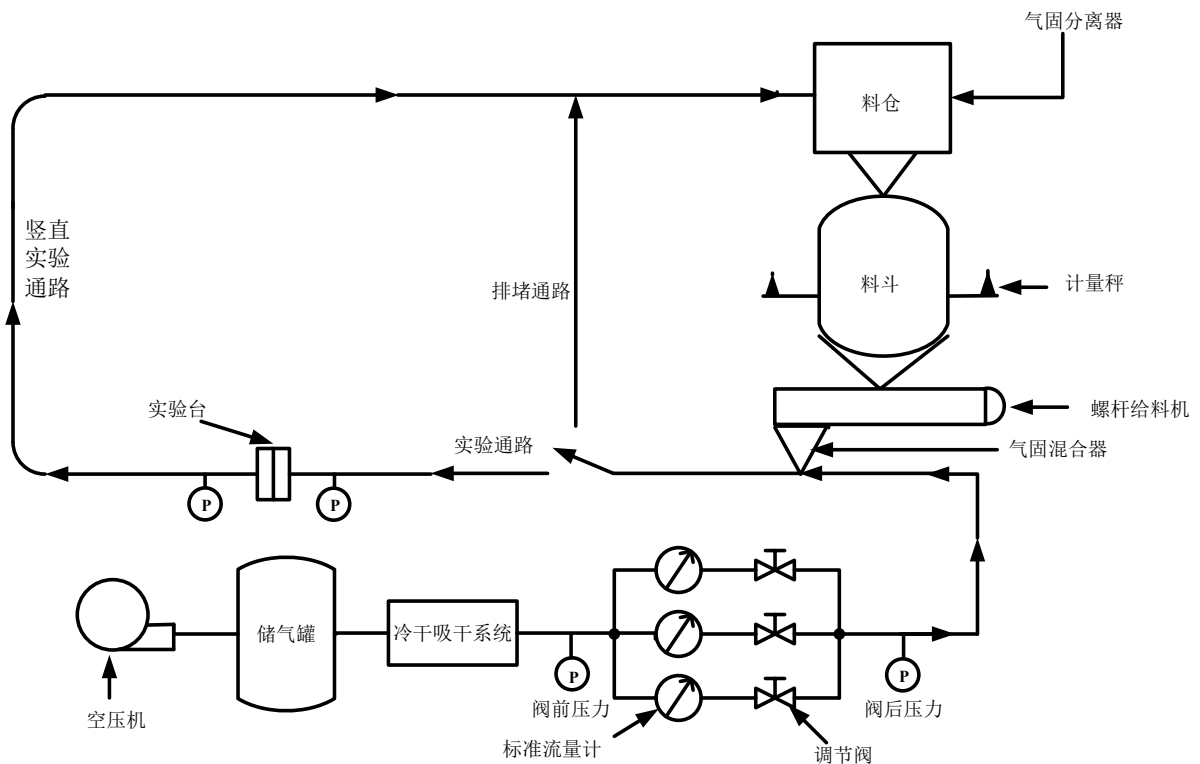 气固分离器
料仓
竖直
实验
通路
排堵通路
料斗
计量秤
实验台
螺杆给料机
实验通路
气固混合器
P
P
储气罐
冷干吸干系统
P
P
空压机
阀前压力
阀后压力
标准流量计
调节阀